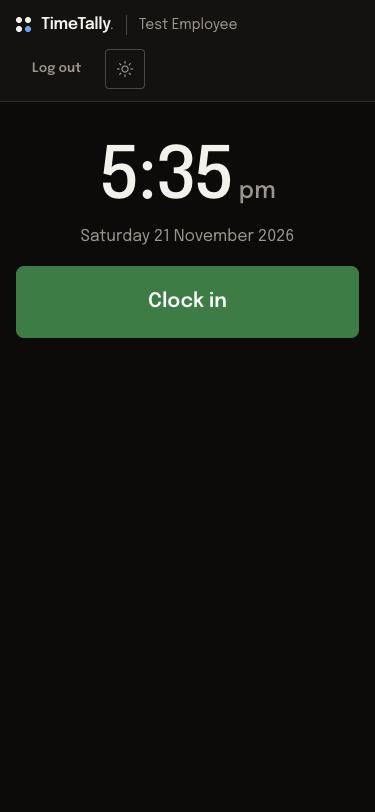 TimeTally.
Test Employee
Log out
5:35 pm
Saturday 21 November 2026
Clock in